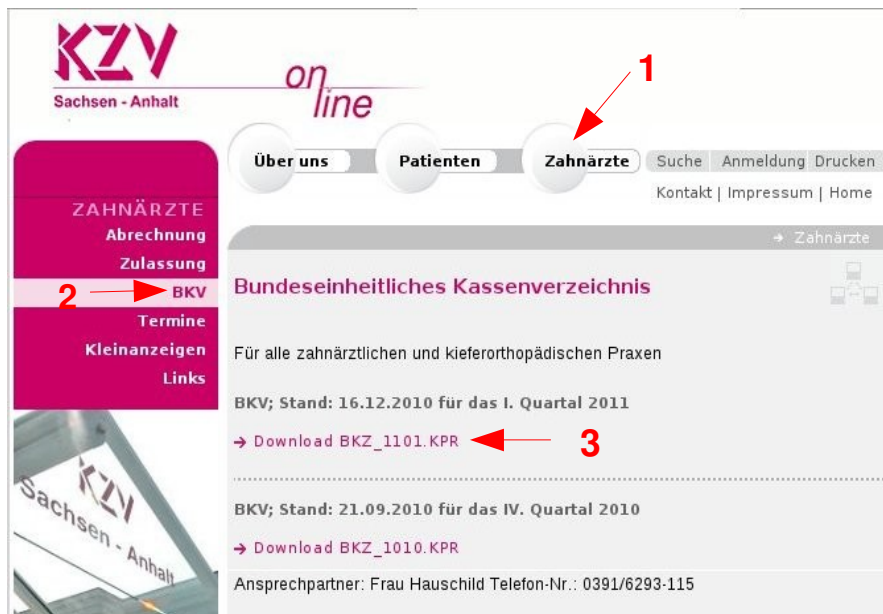 KZV
Sachsen - Anhalt
on
line
1
Über uns
Patienten
Zahnärzte
Suche
Anmeldung
Drucken
Kontakt | Impressum | Home
ZAHNÄRZTE
Abrechnung
Zulassung
2
BKV
Termine
Kleinanzeigen
Links
→ Zahnärzte
Bundeseinheitliches Kassenverzeichnis
Für alle zahnärztlichen und kieferorthopädischen Praxen
BKV; Stand: 16.12.2010 für das I. Quartal 2011
→ Download BKZ_1101.KPR
3
BKV; Stand: 21.09.2010 für das IV. Quartal 2010
→ Download BKZ_1010.KPR
Ansprechpartner: Frau Hauschild Telefon-Nr.: 0391/6293-115
KZV
Sachsen - Anhalt